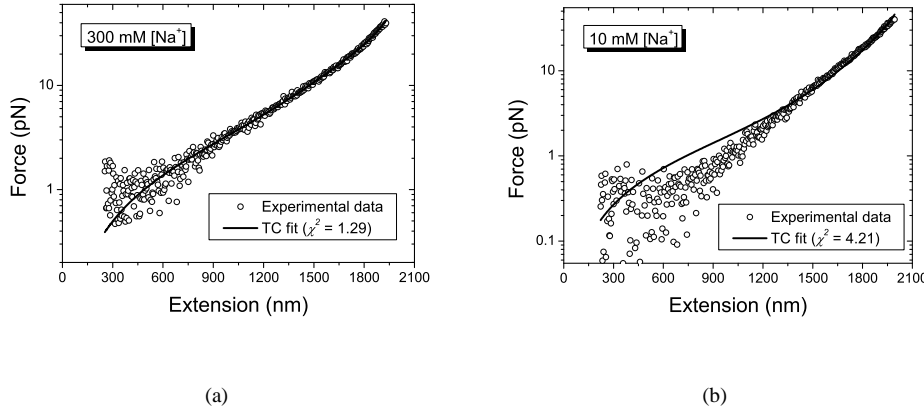 300 mM [Na⁺]
10
1
Force (pN)
Experimental data
TC fit (χ² = 1.29)
0 300 600 900 1200 1500 1800 2100
Extension (nm)
(a)
10 mM [Na⁺]
10
1
0.1
Force (pN)
Experimental data
TC fit (χ² = 4.21)
0 300 600 900 1200 1500 1800 2100
Extension (nm)
(b)